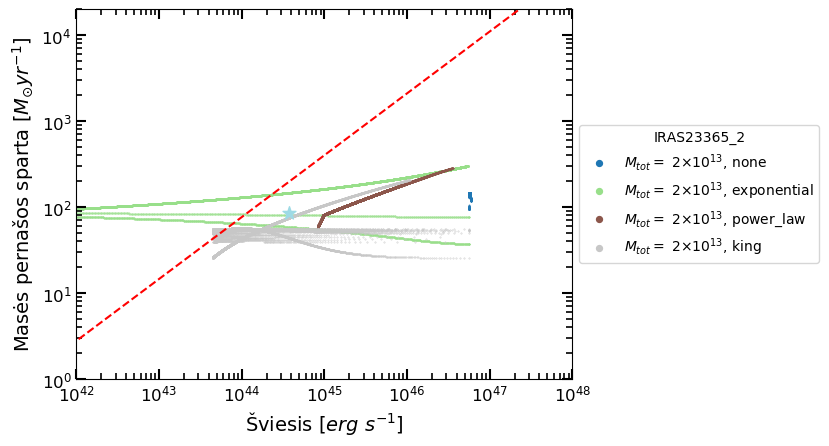 10⁴
10³
10²
10¹
10⁰
Masės pernašos sparta [M⊙yr⁻¹]
10⁴² 10⁴³ 10⁴⁴ 10⁴⁵ 10⁴⁶ 10⁴⁷ 10⁴⁸
Šviesis [erg s⁻¹]
IRAS23365_2
M_tot = 2×10¹³, none
M_tot = 2×10¹³, exponential
M_tot = 2×10¹³, power_law
M_tot = 2×10¹³, king